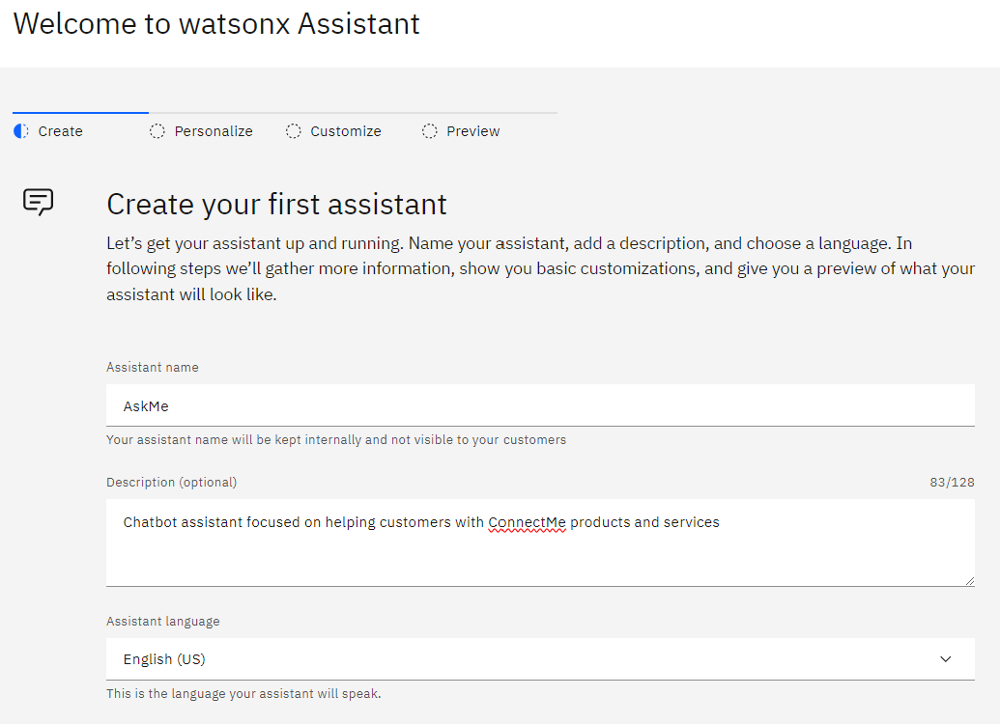 Welcome to watsonx Assistant
Create
Personalize
Customize
Preview
Create your first assistant
Let’s get your assistant up and running. Name your assistant, add a description, and choose a language. In
following steps we’ll gather more information, show you basic customizations, and give you a preview of what your
assistant will look like.
Assistant name
AskMe
Your assistant name will be kept internally and not visible to your customers
Description (optional)
83/128
Chatbot assistant focused on helping customers with ConnectMe products and services
Assistant language
English (US)
This is the language your assistant will speak.